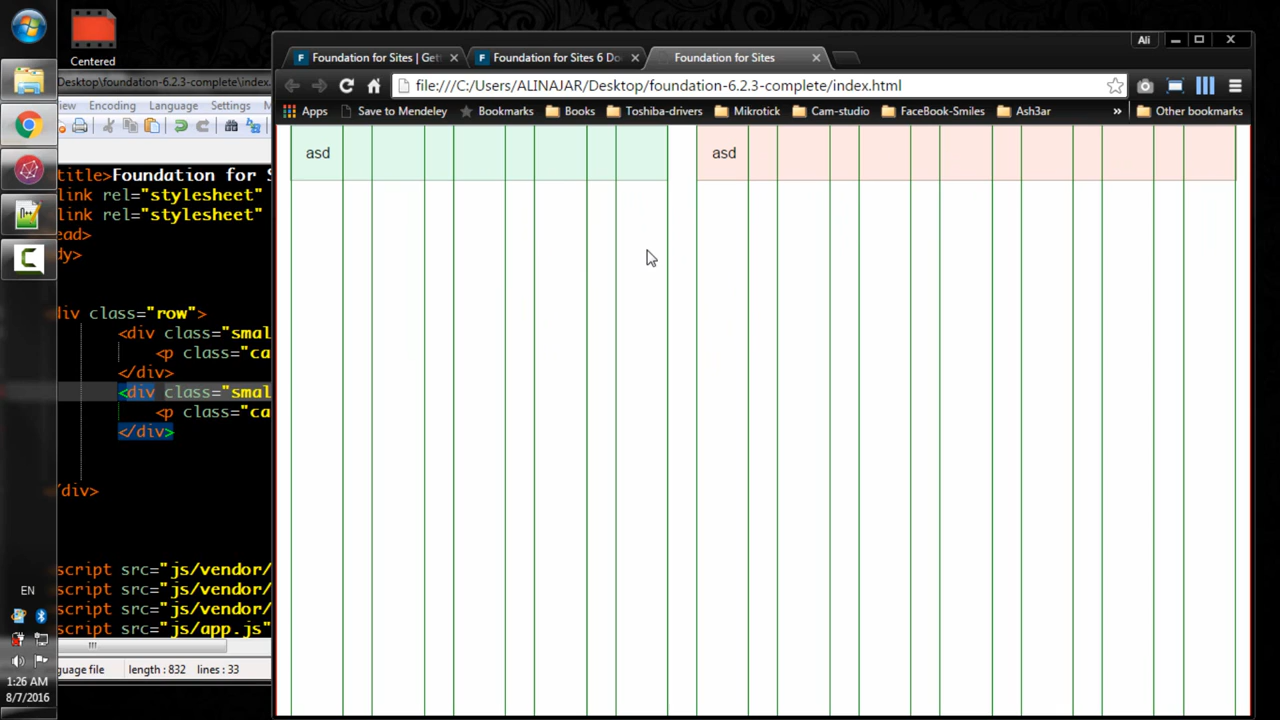 Centered
Ali
Foundation for Sites | Gett
Foundation for Sites 6 Do
Foundation for Sites
file:///C:/Users/ALINAJAR/Desktop/foundation-6.2.3-complete/index.html
Apps Save to Mendeley Bookmarks Books Toshiba-drivers Mikrotick Cam-studio FaceBook-Smiles Ash3ar » Other bookmarks
Desktop\foundation-6.2.3-complete\index.
iew Encoding Language Settings
title>Foundation for S
link rel="stylesheet"
link rel="stylesheet"
ead>
dy>
div class="row">
<div class="smal
<p class="ca
</div>
<div class="smal
<p class="ca
</div>
/div>
script src="js/vendor/
script src="js/vendor/
script src="js/vendor/
script src="js/app.js"
guage file length : 832 lines : 33
asd
asd
EN
1:26 AM
8/7/2016